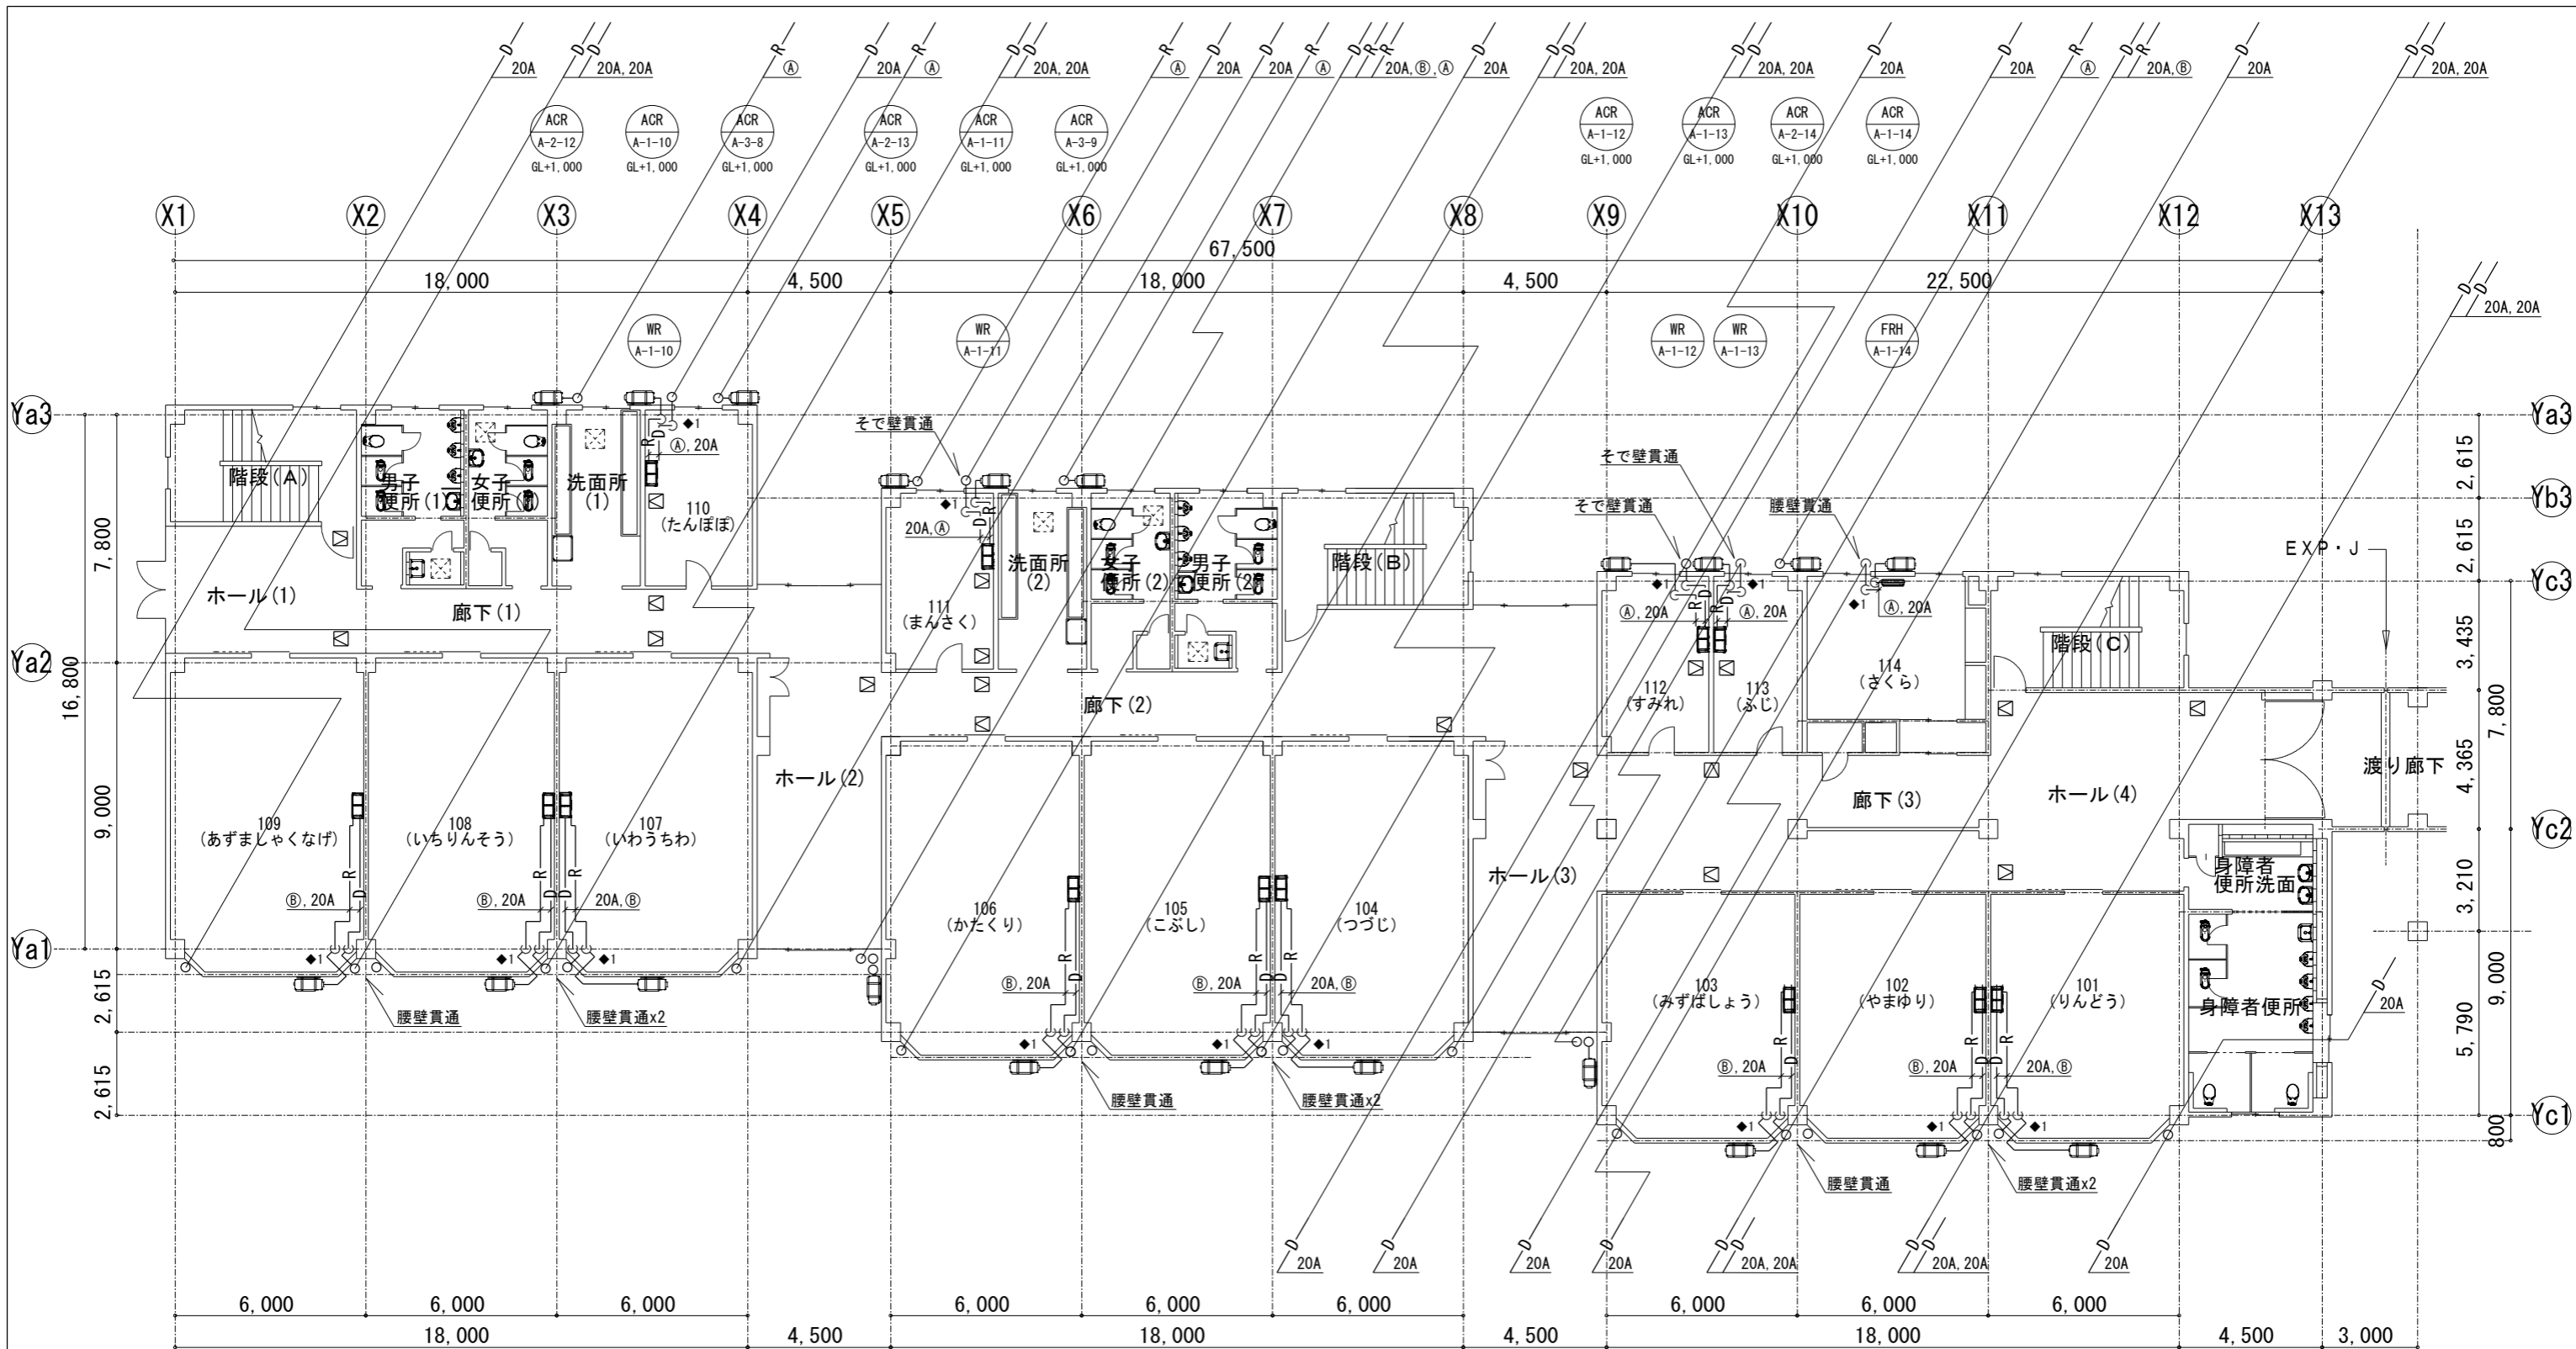 D D D R D R D D R D D R D R R D D D D D D D D R D R D D D
20A 20A, 20A Ⓐ 20A Ⓐ 20A, 20A Ⓐ 20A 20A Ⓐ 20A, Ⓑ, Ⓐ 20A 20A, 20A 20A, 20A 20A 20A Ⓐ 20A, Ⓑ 20A 20A, 20A
ACR ACR ACR ACR ACR ACR ACR ACR ACR ACR
A-2-12 A-1-10 A-3-8 A-2-13 A-1-11 A-3-9 A-1-12 A-1-13 A-2-14 A-1-14
GL+1,000 GL+1,000 GL+1,000 GL+1,000 GL+1,000 GL+1,000 GL+1,000 GL+1,000 GL+1,000 GL+1,000
X1 X2 X3 X4 X5 X6 X7 X8 X9 X10 X11 X12 X13
67,500
18,000 4,500 18,000 4,500 22,500
D D
20A, 20A
WR WR WR WR FRH
A-1-10 A-1-11 A-1-12 A-1-13 A-1-14
Ya3 Ya3
◆1
そで壁貫通
R D
Ⓐ, 20A
そで壁貫通
階段(A)
男子
便所(1)
女子
便所(1)
洗面所
(1)
2,615
Yb3
そで壁貫通 腰壁貫通
◆1
110
(たんぽぽ)
D R
20A, Ⓐ
7,800
2,615
EXP・J
洗面所
(2)
女子
便所(2)
男子
便所(2)
階段(B)
Yc3
ホール(1)
廊下(1)
111
(まんさく)
◆1 ◆1 ◆1
Ⓐ, 20A Ⓐ, 20A Ⓐ, 20A
R D R D
3,435
階段(C)
Ya2
16,800
112
(すみれ)
113
(ふじ)
114
(さくら)
廊下(2)
7,800
4,365
渡り廊下
ホール(2)
廊下(3)
ホール(4)
9,000
109
(あずましゃくなげ)
108
(いちりんそう)
107
(いわうちわ)
Yc2
R D R D D R
Ⓑ, 20A Ⓑ, 20A 20A, Ⓑ
ホール(3)
身障者
便所洗面
3,210
106
(かたくり)
105
(こぶし)
104
(つづじ)
Ya1
◆1 ◆1 ◆1
R D R D D R
Ⓑ, 20A Ⓑ, 20A 20A, Ⓑ
2,615
腰壁貫通 腰壁貫通x2
103
(みずばしょう)
102
(やまゆり)
101
(りんどう)
身障者便所
D
20A
9,000
5,790
◆1 ◆1 ◆1
R D R D D R
Ⓑ, 20A Ⓑ, 20A 20A, Ⓑ
2,615
腰壁貫通 腰壁貫通x2
◆1 ◆1 ◆1
Yc1
800
腰壁貫通 腰壁貫通x2
D D D D D D D D D
20A 20A 20A 20A 20A, 20A 20A, 20A 20A
6,000 6,000 6,000 6,000 6,000 6,000 6,000 6,000 6,000
18,000 4,500 18,000 4,500 18,000 4,500 3,000